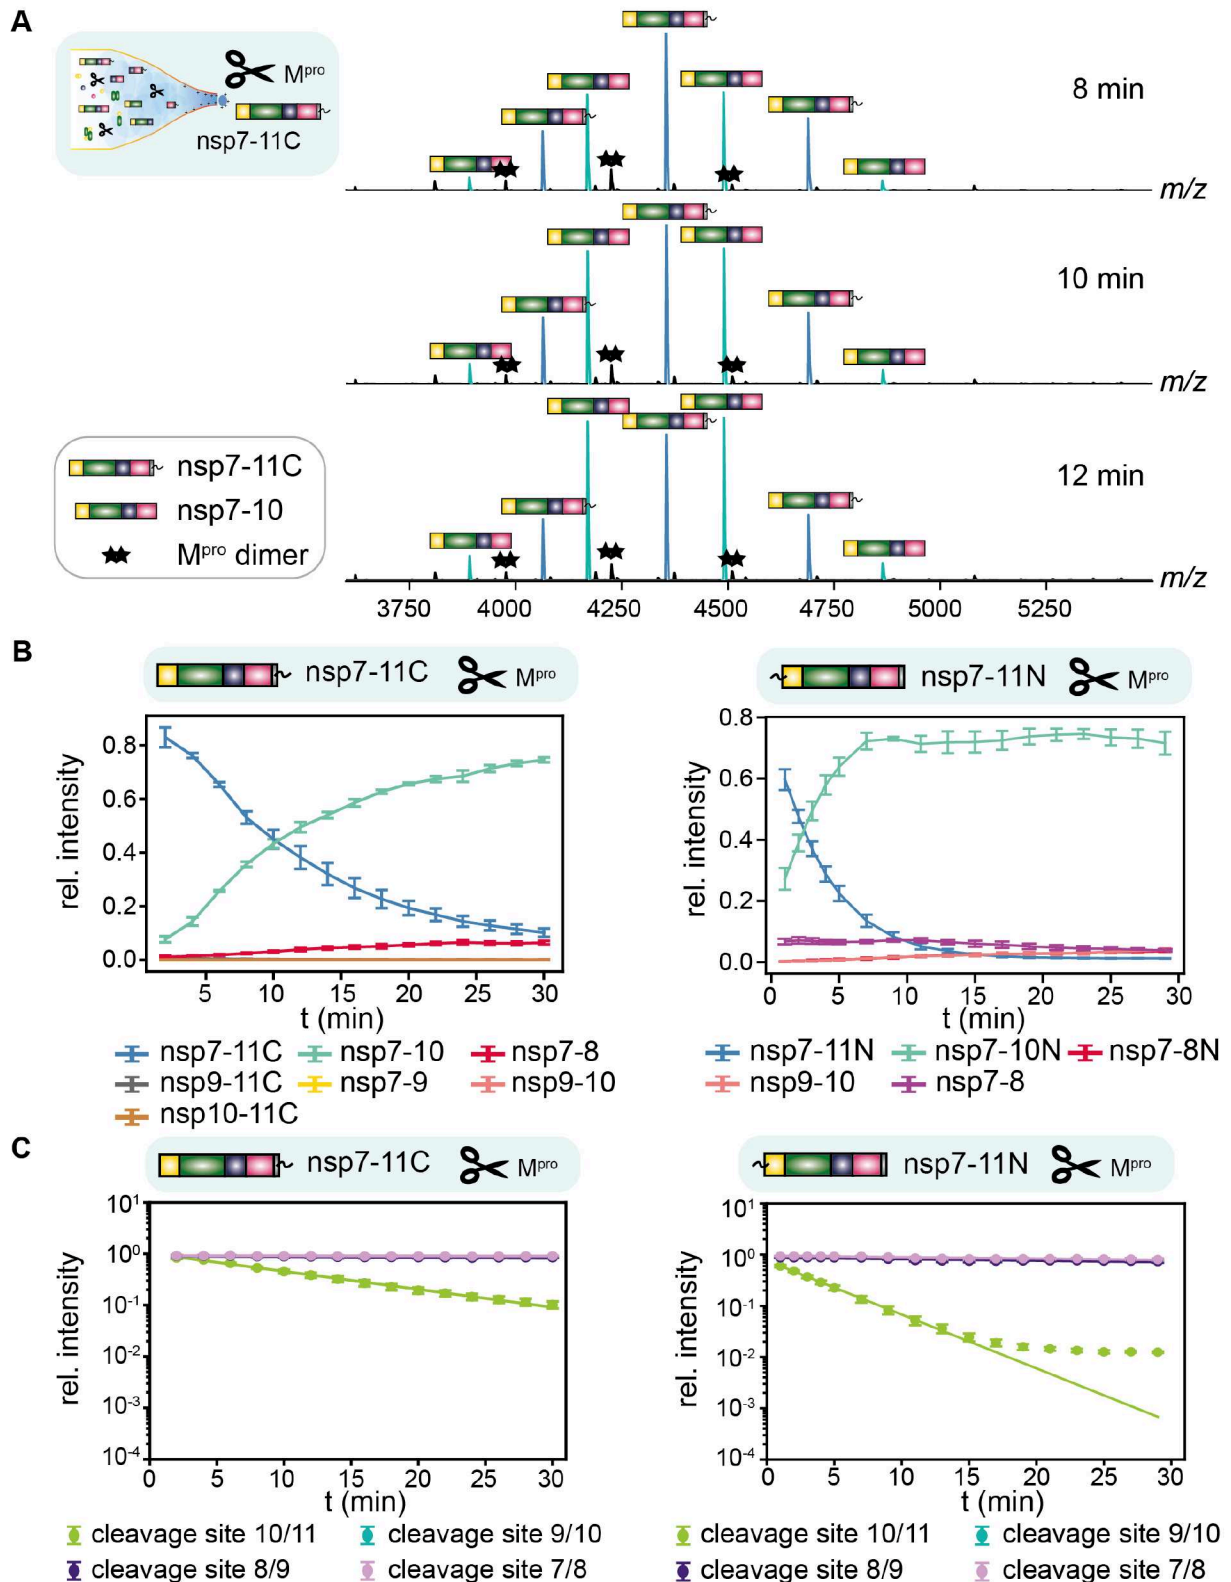 A
Mpro
nsp7-11C
8 min
m/z
10 min
m/z
nsp7-11C
nsp7-10
Mpro dimer
12 min
m/z
3750 4000 4250 4500 4750 5000 5250
B
nsp7-11C Mpro
nsp7-11N Mpro
rel. intensity
0.8
0.6
0.4
0.2
0.0
5 10 15 20 25 30
t (min)
rel. intensity
0.8
0.6
0.4
0.2
0.0
0 5 10 15 20 25 30
t (min)
nsp7-11C nsp7-10 nsp7-8
nsp9-11C nsp7-9 nsp9-10
nsp10-11C
nsp7-11N nsp7-10N nsp7-8N
nsp9-10 nsp7-8
C
nsp7-11C Mpro
nsp7-11N Mpro
rel. intensity
10^1
10^0
10^-1
10^-2
10^-3
10^-4
0 5 10 15 20 25 30
t (min)
rel. intensity
10^1
10^0
10^-1
10^-2
10^-3
10^-4
0 5 10 15 20 25 30
t (min)
cleavage site 10/11 cleavage site 9/10
cleavage site 8/9 cleavage site 7/8
cleavage site 10/11 cleavage site 9/10
cleavage site 8/9 cleavage site 7/8